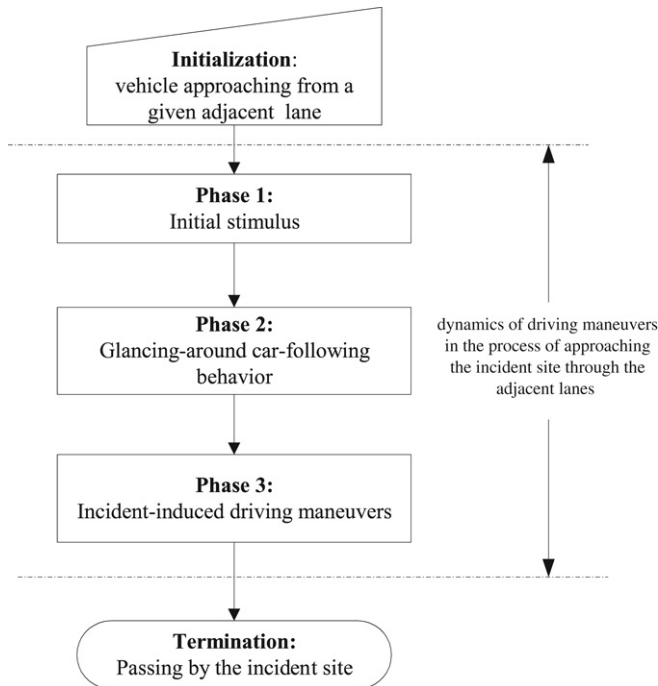 Initialization:
vehicle approaching from a
given adjacent lane
Phase 1:
Initial stimulus
Phase 2:
Glancing-around car-following
behavior
dynamics of driving maneuvers
in the process of approaching
the incident site through the
adjacent lanes
Phase 3:
Incident-induced driving maneuvers
Termination:
Passing by the incident site